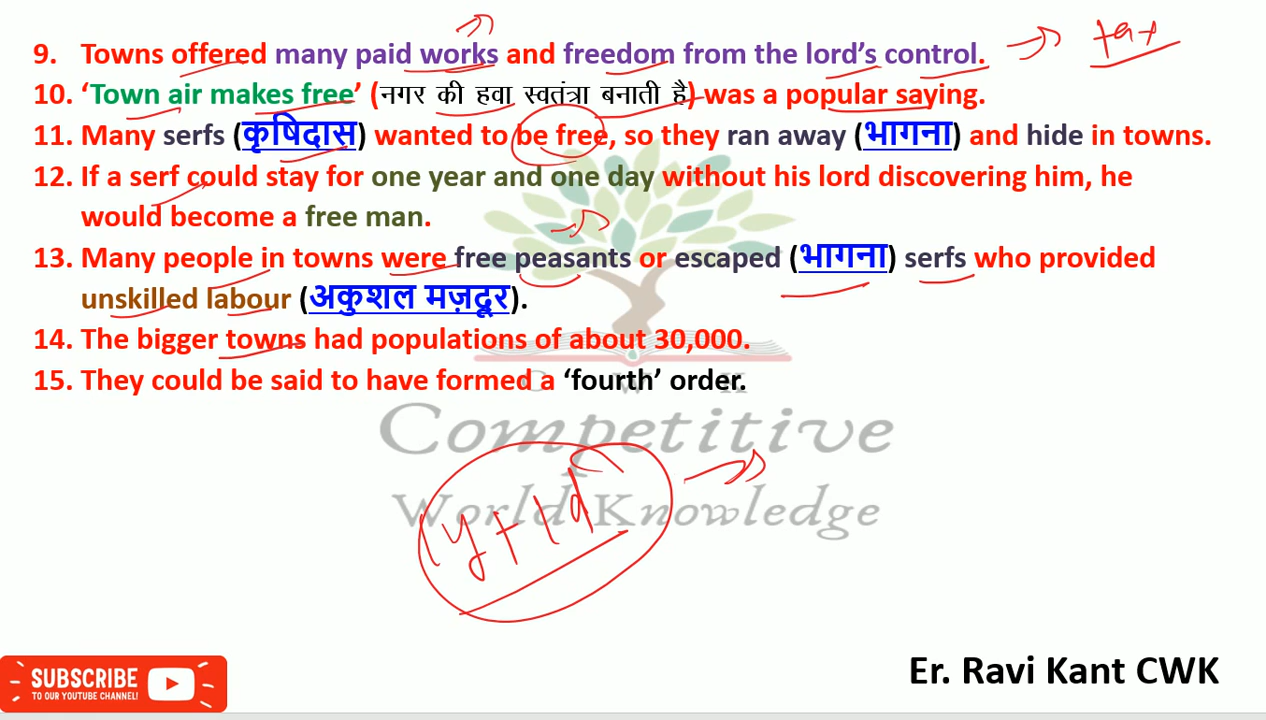 9. Towns offered many paid works and freedom from the lord's control. tax
10. ‘Town air makes free’ (नगर की हवा स्वतंत्रा बनाती है) was a popular saying.
11. Many serfs (कृषिदास) wanted to be free, so they ran away (भागना) and hide in towns.
12. If a serf could stay for one year and one day without his lord discovering him, he
would become a free man.
13. Many people in towns were free peasants or escaped (भागना) serfs who provided
unskilled labour (अकुशल मज़दूर).
14. The bigger towns had populations of about 30,000.
15. They could be said to have formed a ‘fourth’ order.
C W K
Competitive
World Knowledge
1y+1d
SUBSCRIBE
TO OUR YOUTUBE CHANNEL!
Er. Ravi Kant CWK